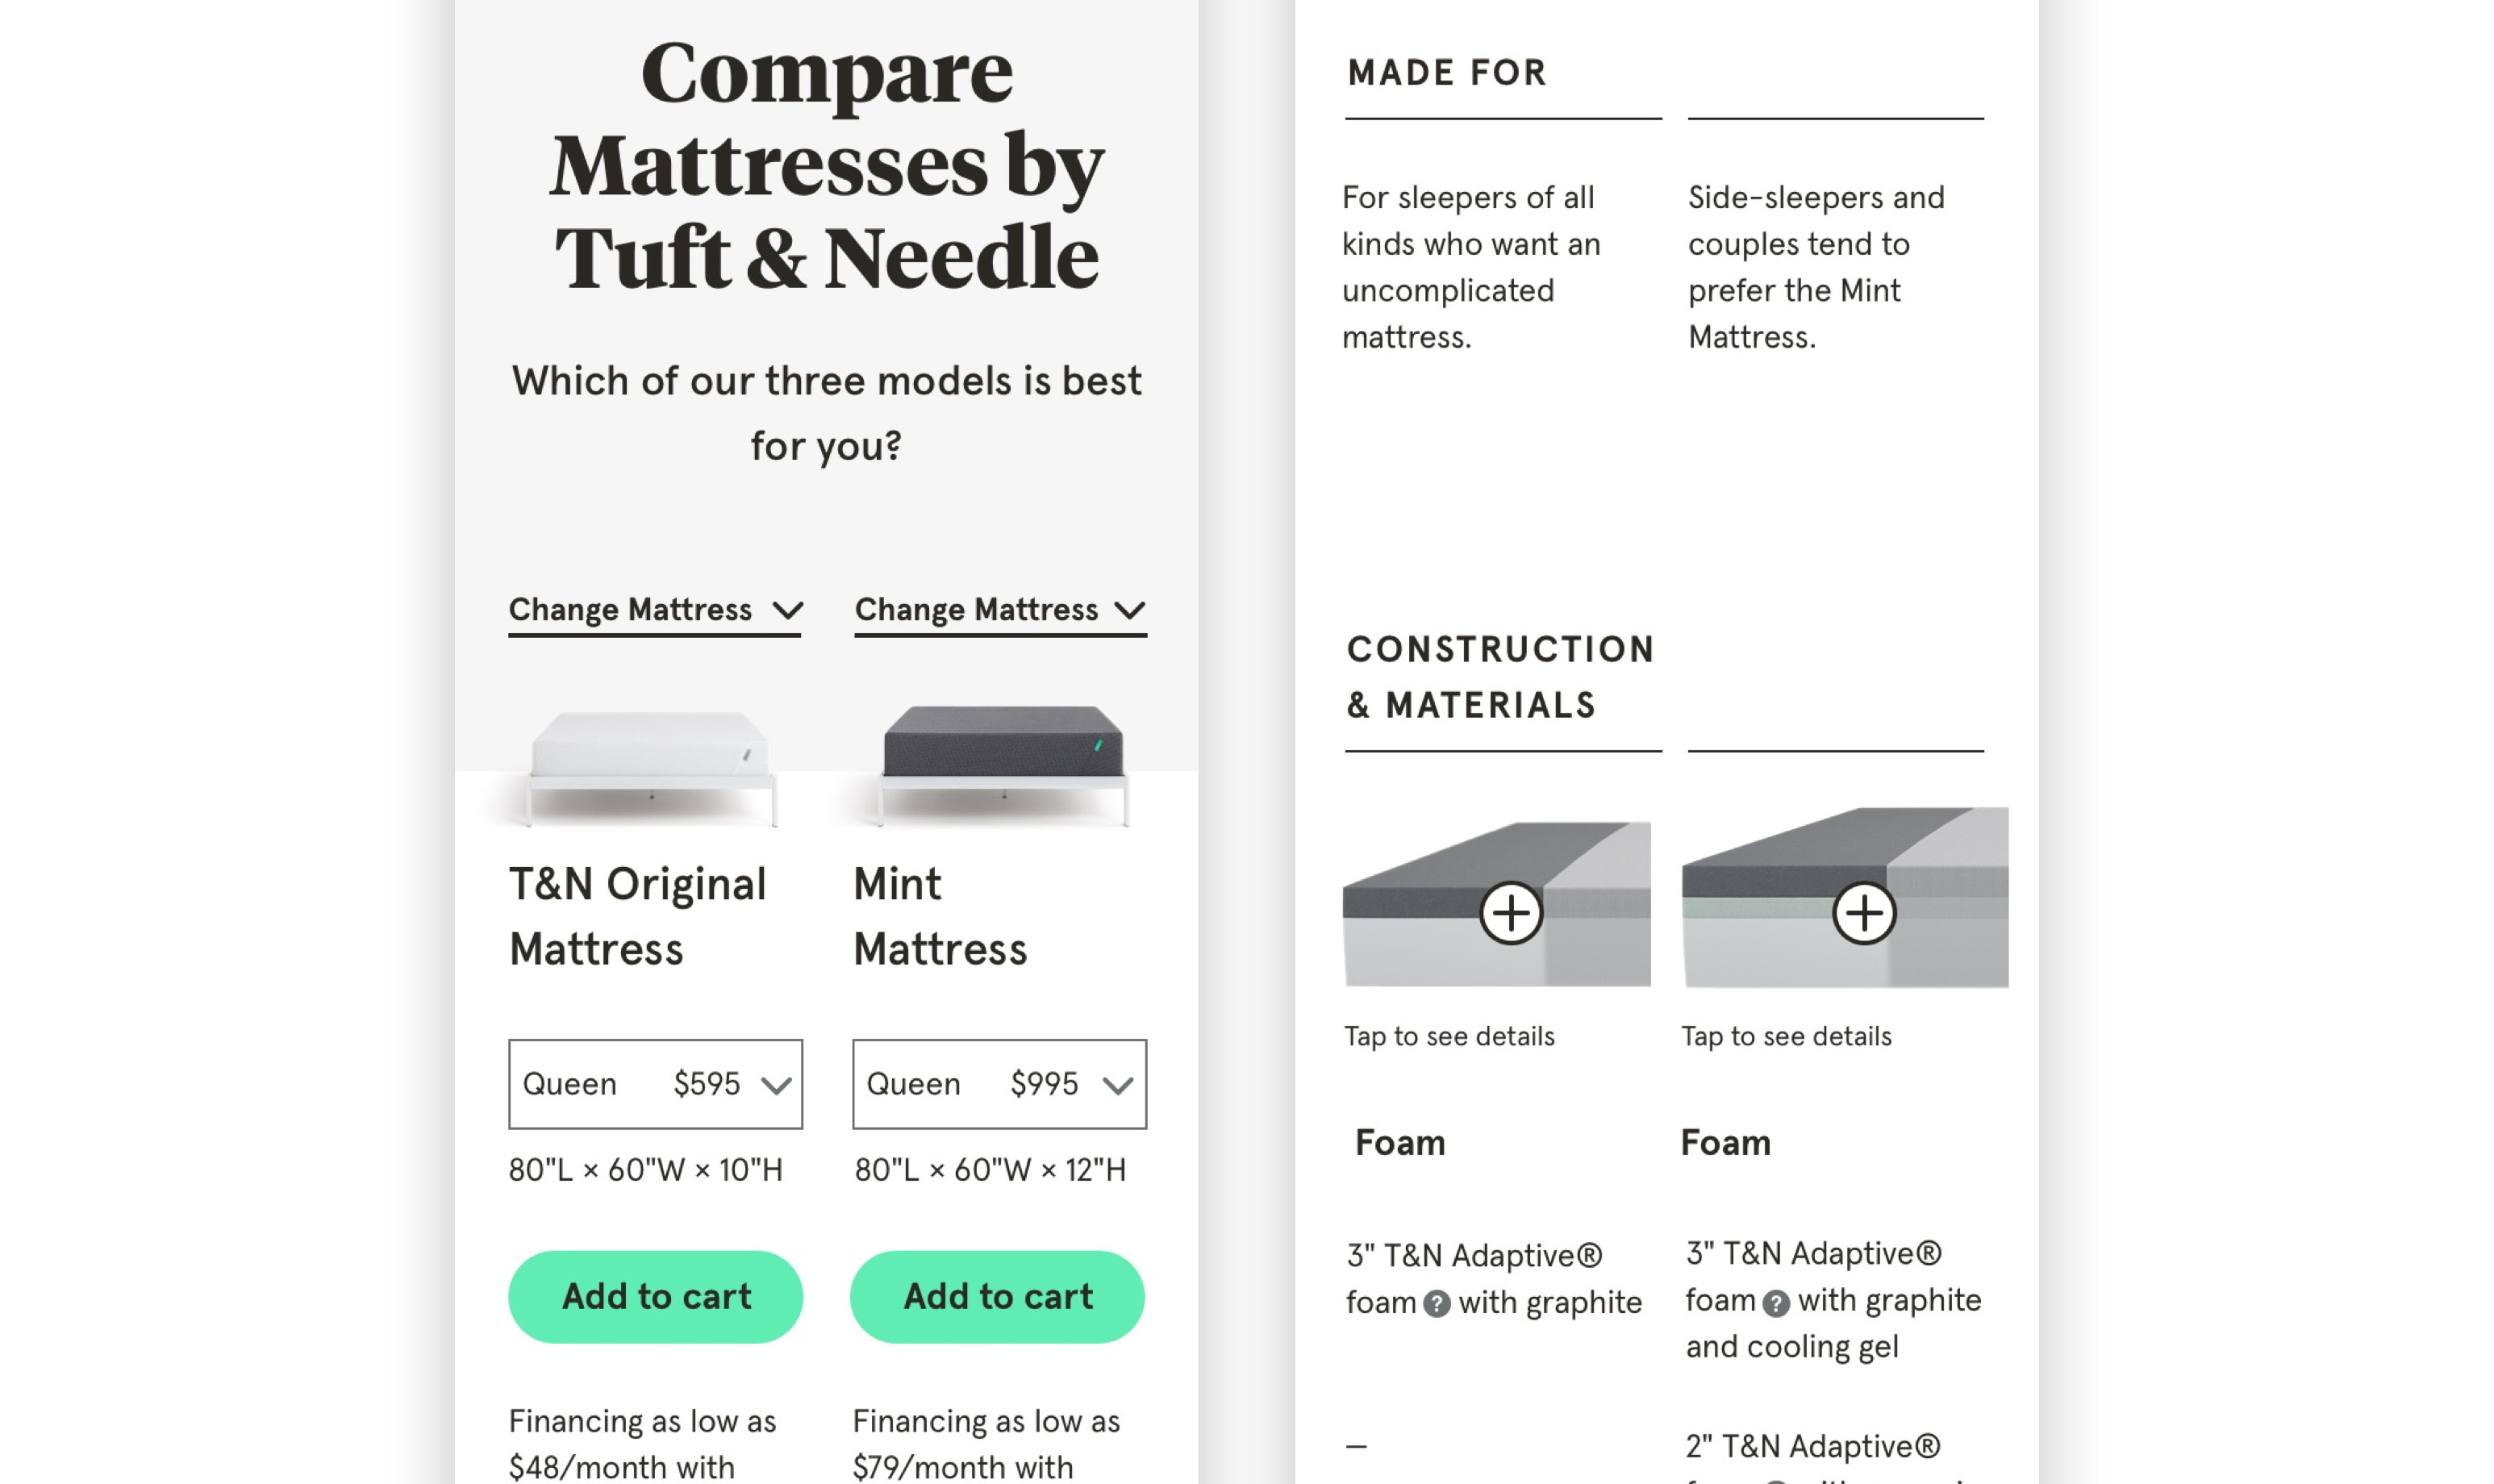 Compare
Mattresses by
Tuft & Needle
Which of our three models is best
for you?
Change Mattress
Change Mattress
T&N Original
Mattress
Mint
Mattress
Queen $595
Queen $995
80"L × 60"W × 10"H
80"L × 60"W × 12"H
Add to cart
Add to cart
Financing as low as
$48/month with
Financing as low as
$79/month with
MADE FOR
For sleepers of all
kinds who want an
uncomplicated
mattress.
Side-sleepers and
couples tend to
prefer the Mint
Mattress.
CONSTRUCTION
& MATERIALS
Tap to see details
Tap to see details
Foam
Foam
3" T&N Adaptive®
foam ? with graphite
3" T&N Adaptive®
foam ? with graphite
and cooling gel
—
2" T&N Adaptive®